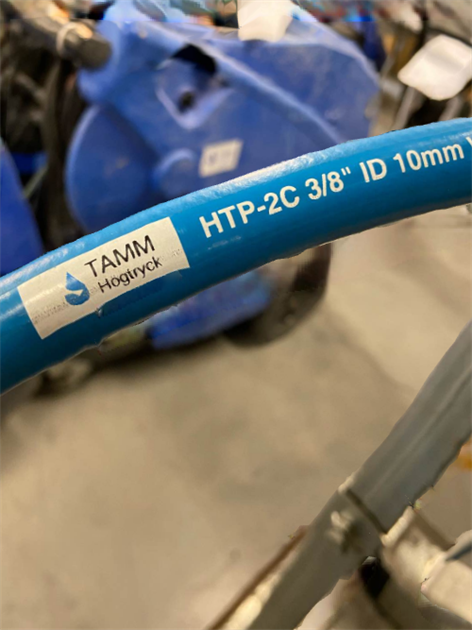 TAMM
Högtryck
HTP-2C 3/8" ID 10mm